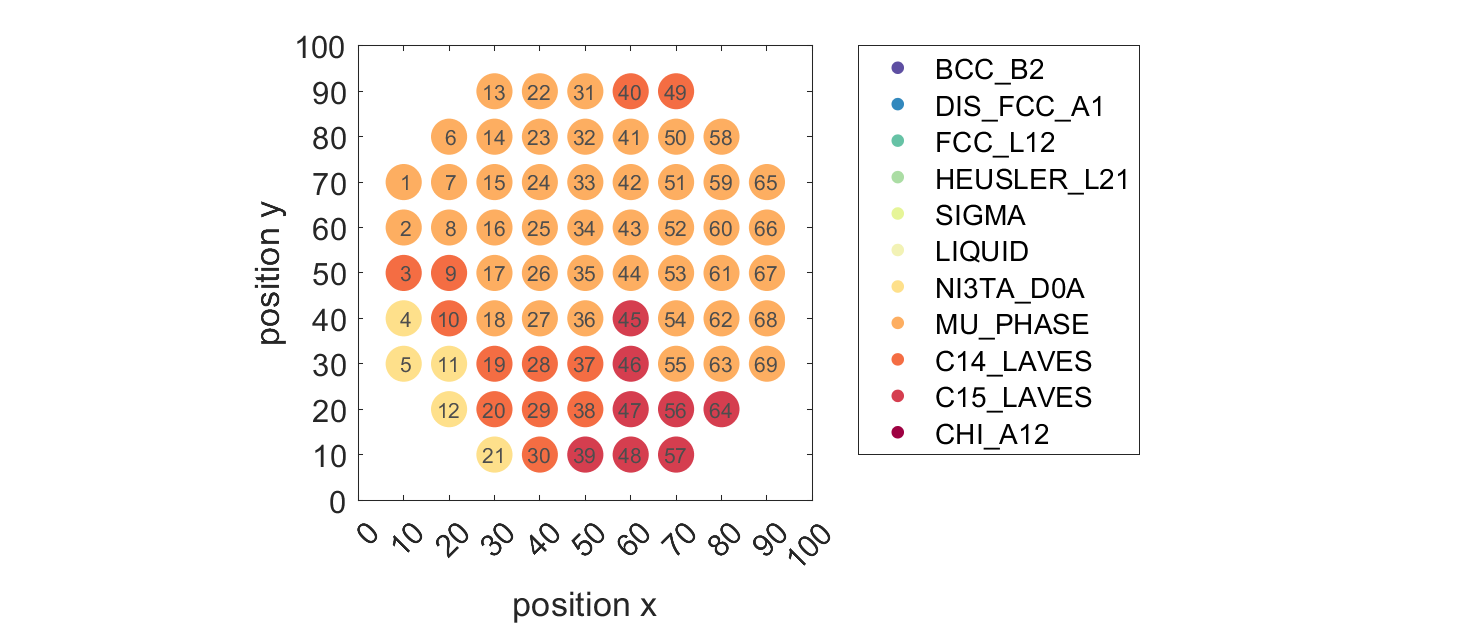 100
90
80
70
60
50
40
30
20
10
0
position y
13 22 31 40 49
6 14 23 32 41 50 58
1 7 15 24 33 42 51 59 65
2 8 16 25 34 43 52 60 66
3 9 17 26 35 44 53 61 67
4 10 18 27 36 45 54 62 68
5 11 19 28 37 46 55 63 69
12 20 29 38 47 56 64
21 30 39 48 57
0 10 20 30 40 50 60 70 80 90 100
position x
BCC_B2
DIS_FCC_A1
FCC_L12
HEUSLER_L21
SIGMA
LIQUID
NI3TA_D0A
MU_PHASE
C14_LAVES
C15_LAVES
CHI_A12